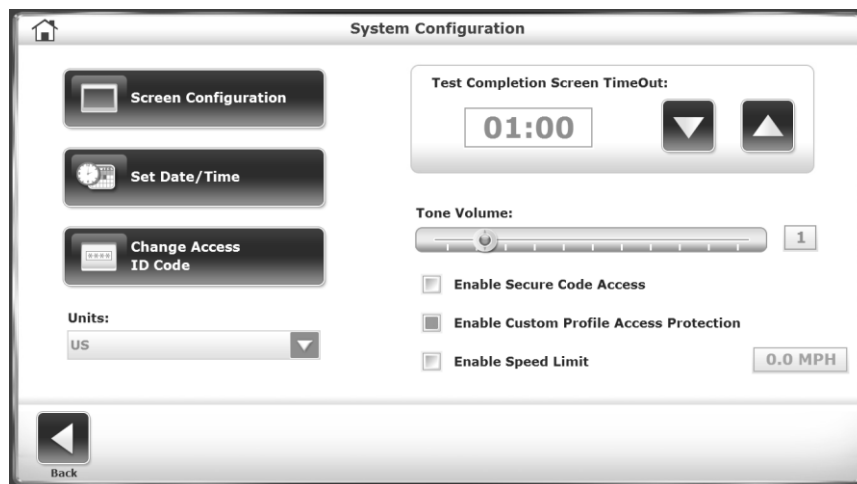 System Configuration
Screen Configuration
Set Date/Time
Change Access
ID Code
Units:
US
Test Completion Screen TimeOut:
01:00
Tone Volume:
1
Enable Secure Code Access
Enable Custom Profile Access Protection
Enable Speed Limit
0.0 MPH
Back